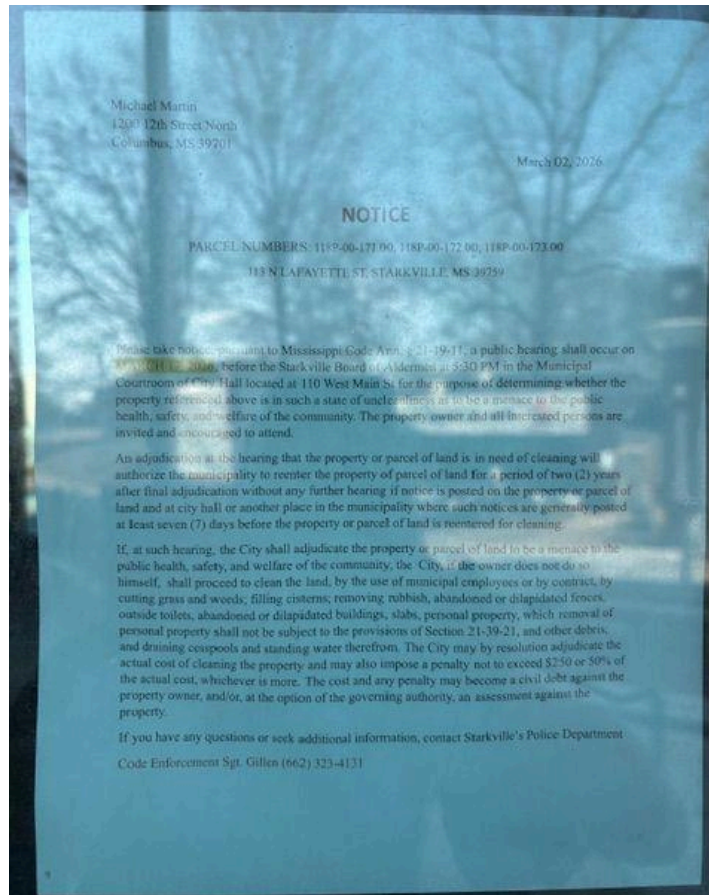 Michael Martin
1200 12th Street North
Columbus, MS 39701
March 02, 2026
NOTICE
PARCEL NUMBERS: 118P-00-171.00, 118P-00-172.00, 118P-00-173.00
113 N LAFAYETTE ST, STARKVILLE, MS 39759
Please take notice, pursuant to Mississippi Code Ann. § 21-19-11, a public hearing shall occur on
MARCH 17, 2026, before the Starkville Board of Aldermen at 5:30 PM in the Municipal
Courtroom of City Hall located at 110 West Main St for the purpose of determining whether the
property referenced above is in such a state of uncleanliness as to be a menace to the public
health, safety, and welfare of the community. The property owner and all interested persons are
invited and encouraged to attend.
An adjudication at the hearing that the property or parcel of land is in need of cleaning will
authorize the municipality to reenter the property of parcel of land for a period of two (2) years
after final adjudication without any further hearing if notice is posted on the property or parcel of
land and at city hall or another place in the municipality where such notices are generally posted
at least seven (7) days before the property or parcel of land is reentered for cleaning.
If, at such hearing, the City shall adjudicate the property or parcel of land to be a menace to the
public health, safety, and welfare of the community, the City, if the owner does not do so
himself, shall proceed to clean the land, by the use of municipal employees or by contract, by
cutting grass and weeds; filling cisterns; removing rubbish, abandoned or dilapidated fences,
outside toilets, abandoned or dilapidated buildings, slabs, personal property, which removal of
personal property shall not be subject to the provisions of Section 21-39-21, and other debris;
and draining cesspools and standing water therefrom. The City may by resolution adjudicate the
actual cost of cleaning the property and may also impose a penalty not to exceed $250 or 50% of
the actual cost, whichever is more. The cost and any penalty may become a civil debt against the
property owner, and/or, at the option of the governing authority, an assessment against the
property.
If you have any questions or seek additional information, contact Starkville's Police Department
Code Enforcement Sgt. Gillen (662) 323-4131